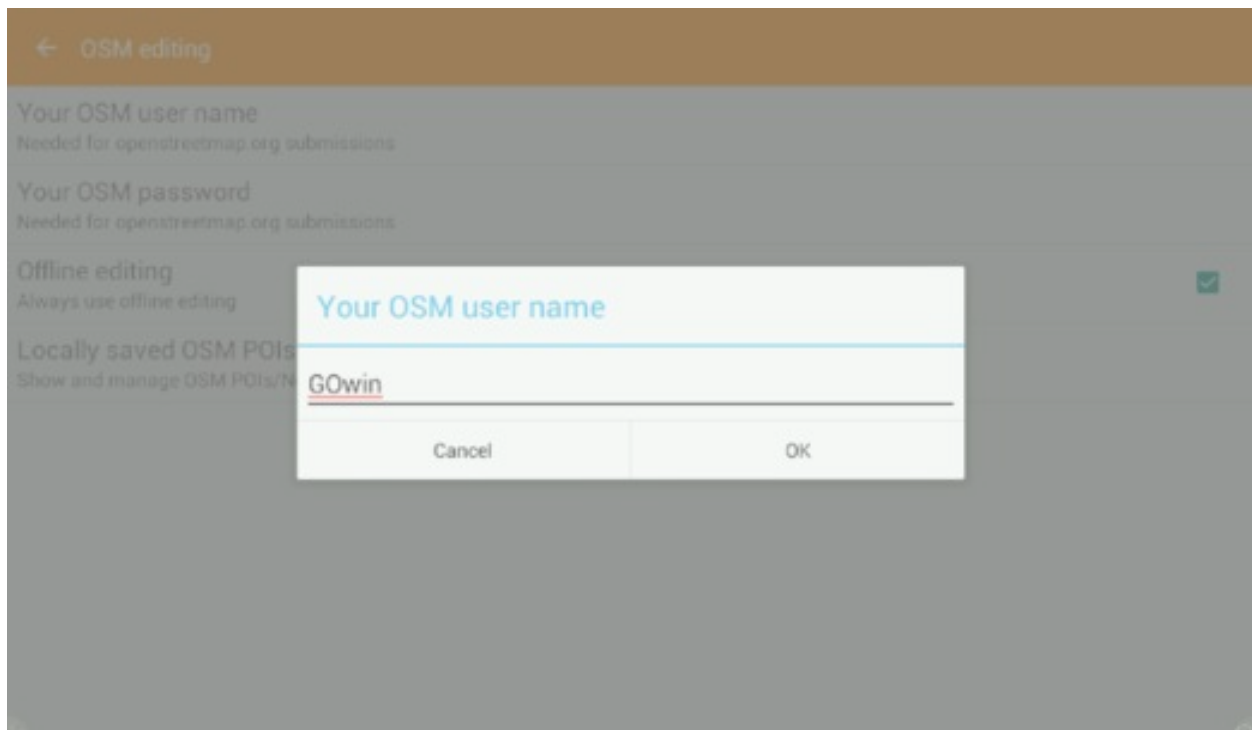 OSM editing
Your OSM user name
Needed for openstreetmap.org submissions
Your OSM password
Needed for openstreetmap.org submissions
Offline editing
Always use offline editing
Locally saved OSM POIs
Show and manage OSM POIs/N
Your OSM user name
GOwin
Cancel OK